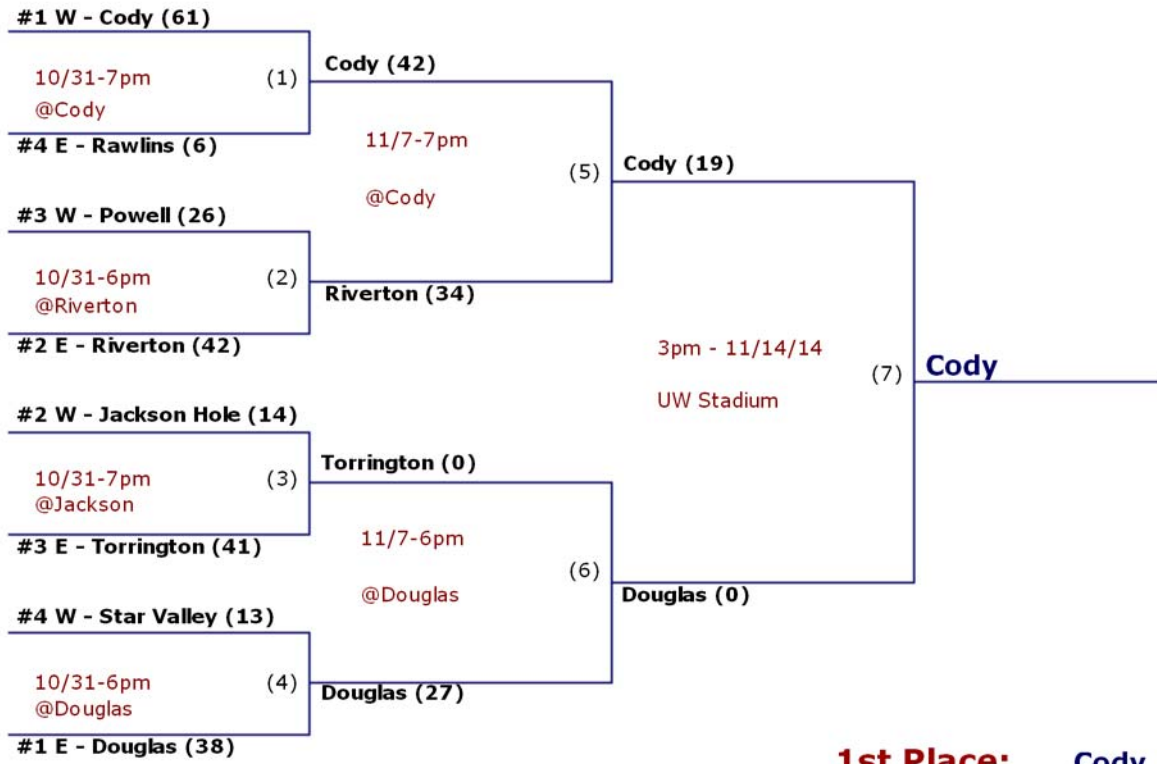 #1 W - Cody (61)
10/31-7pm
(1)
@Cody
#4 E - Rawlins (6)
Cody (42)
11/7-7pm
(5)
@Cody
#3 W - Powell (26)
10/31-6pm
(2)
@Riverton
#2 E - Riverton (42)
Riverton (34)
Cody (19)
3pm - 11/14/14
(7)
UW Stadium
Cody
#2 W - Jackson Hole (14)
10/31-7pm
(3)
@Jackson
#3 E - Torrington (41)
Torrington (0)
11/7-6pm
(6)
@Douglas
Douglas (0)
#4 W - Star Valley (13)
10/31-6pm
(4)
@Douglas
#1 E - Douglas (38)
Douglas (27)
1st Place: Cody